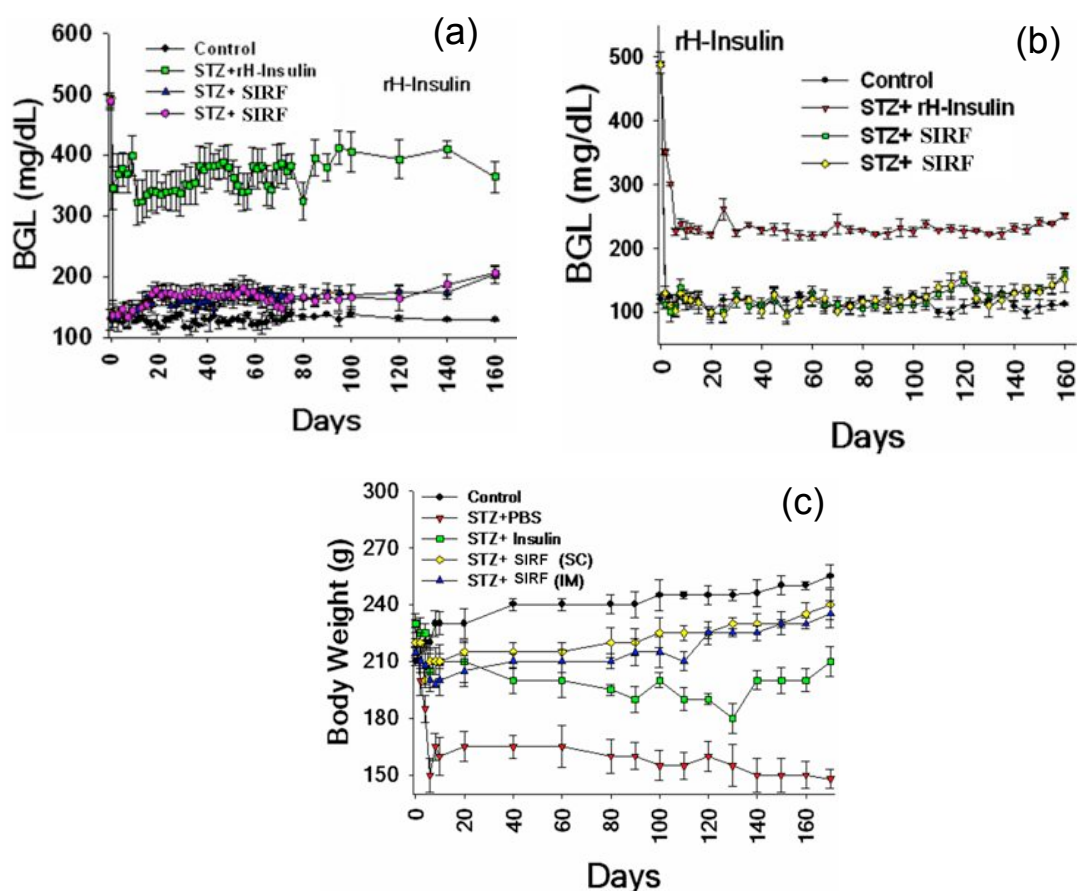 (a)
600
500
400
300
200
100
BGL (mg/dL)
Control
STZ+rH-Insulin
STZ+ SIRF
STZ+ SIRF
rH-Insulin
0
20
40
60
80
100
120
140
160
Days
(b)
rH-Insulin
500
400
300
200
100
BGL (mg/dL)
Control
STZ+ rH-Insulin
STZ+ SIRF
STZ+ SIRF
0
20
40
60
80
100
120
140
160
Days
(c)
300
270
240
210
180
150
Body Weight (g)
Control
STZ+PBS
STZ+ Insulin
STZ+ SIRF (SC)
STZ+ SIRF (IM)
0
20
40
60
80
100
120
140
160
Days